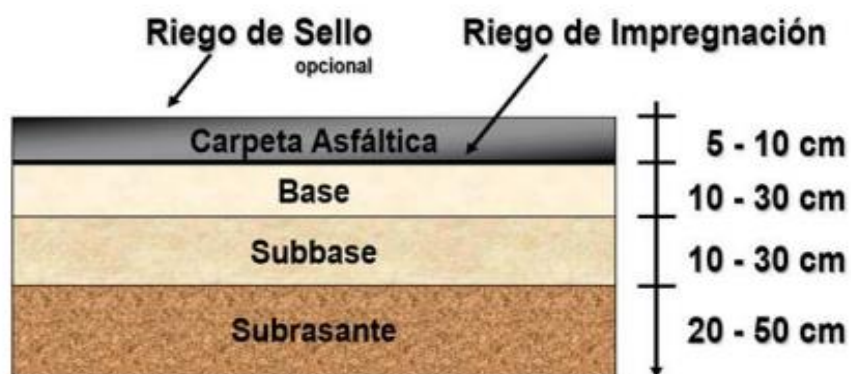 Riego de Sello
opcional
Riego de Impregnación
Carpeta Asfáltica
5 - 10 cm
Base
10 - 30 cm
Subbase
10 - 30 cm
Subrasante
20 - 50 cm